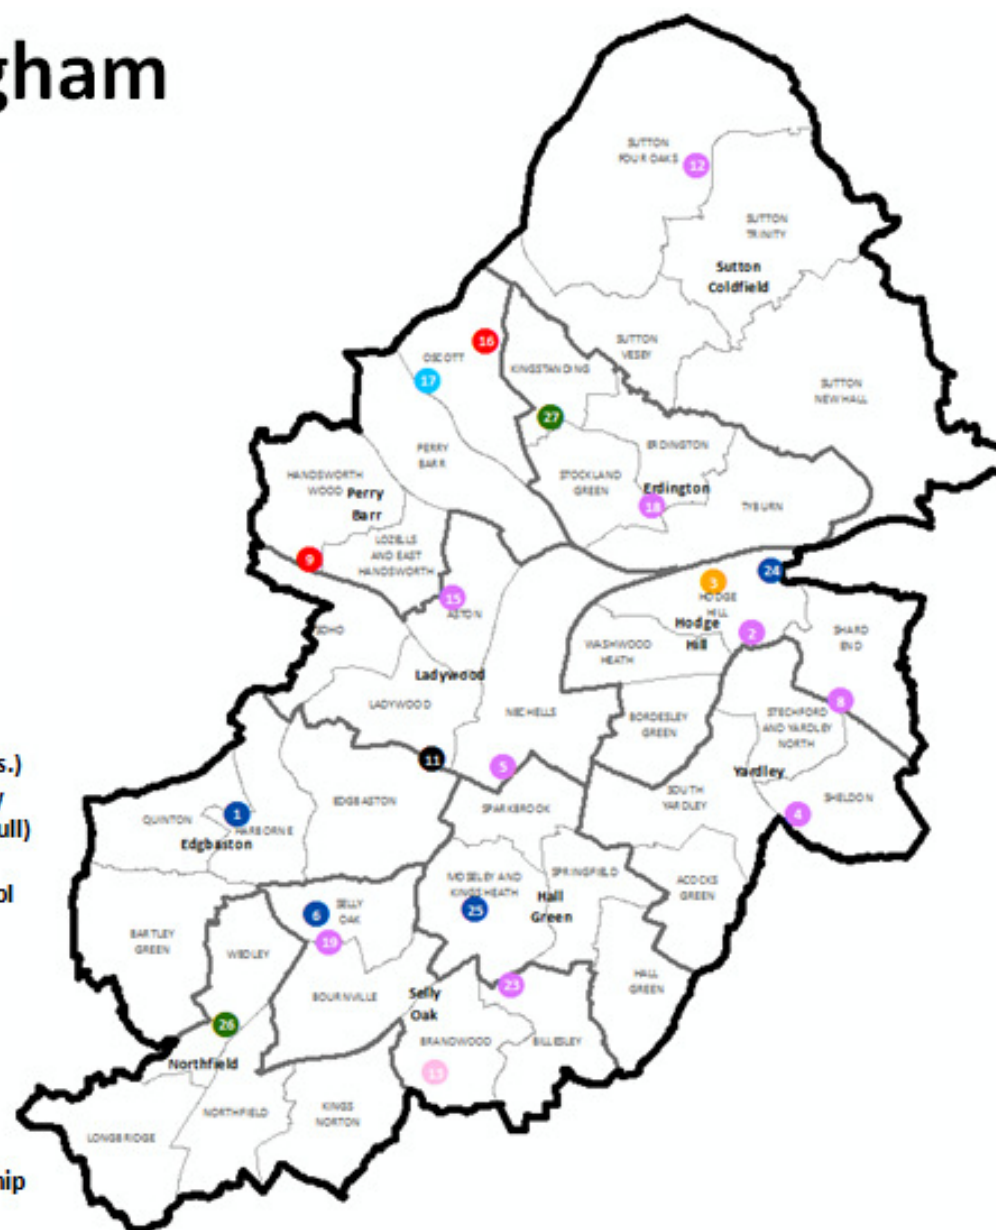 gham
SUTTON
FOUR OAKS
12
SUTTON
TRINITY
Sutton
Coldfield
SUTTON
VESEY
SUTTON
NEW HALL
16
OSCOTT
17
KINGSTANDING
27
ERDINGTON
PERRY
BARR
STOCKLAND
GREEN
Erdington
18
TYBURN
HANDSWORTH
WOOD
Perry
Barr
LOZELLS
AND EAST
HANDSWORTH
9
15
ASTON
3
24
HODGE
HILL
Hodge
Hill
2
SHARD
END
SOHO
WASHWOOD
HEATH
Ladywood
LADYWOOD
NECHELLS
BORDESLEY
GREEN
8
STECHFORD
AND YARDLEY
NORTH
11
5
Yardley
s.)
y
ull)
ol
SOUTH
YARDLEY
SHELDON
4
EDGBASTON
SPARKBROOK
QUINTON
1
HARBORNE
Edgbaston
MOSELEY AND
KINGS HEATH
25
SPRINGFIELD
Hall
Green
ACOCKS
GREEN
6
SELLY
OAK
19
BARTLEY
GREEN
WEOLEY
BOURNVILLE
Selly
Oak
23
HALL
GREEN
26
BRANDWOOD
BILLESLEY
Northfield
13
NORTHFIELD
KINGS
NORTON
LONGBRIDGE
hip